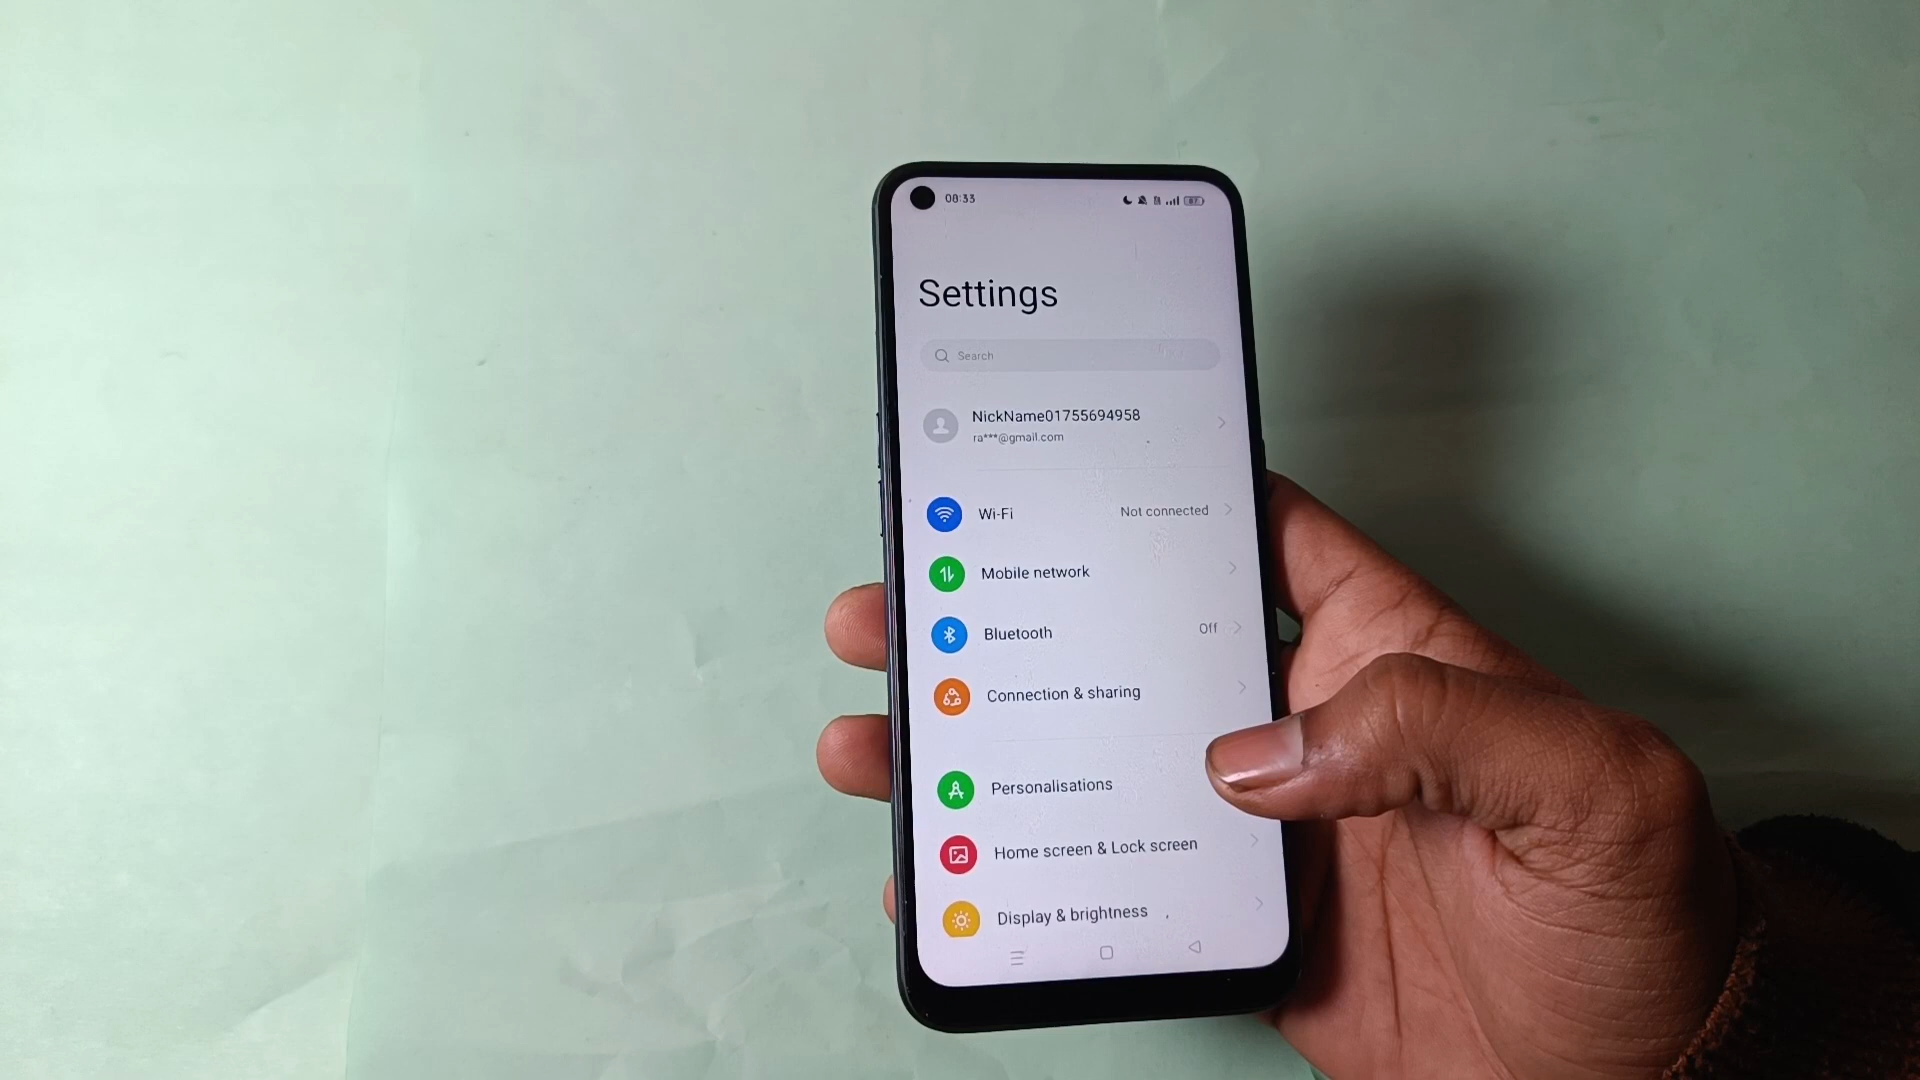 08:33
87
Settings
Search
NickName01755694958
ra***@gmail.com
Wi-Fi Not connected
Mobile network
Bluetooth Off
Connection & sharing
Personalisations
Home screen & Lock screen
Display & brightness